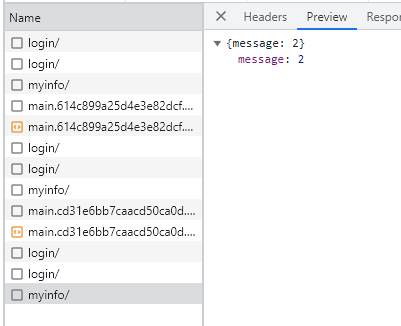 Name
login/
login/
myinfo/
main.614c899a25d4e3e82dcf....
main.614c899a25d4e3e82dcf....
login/
login/
myinfo/
main.cd31e6bb7caacd50ca0d....
main.cd31e6bb7caacd50ca0d....
login/
login/
myinfo/
Headers Preview Respon
{message: 2}
message: 2